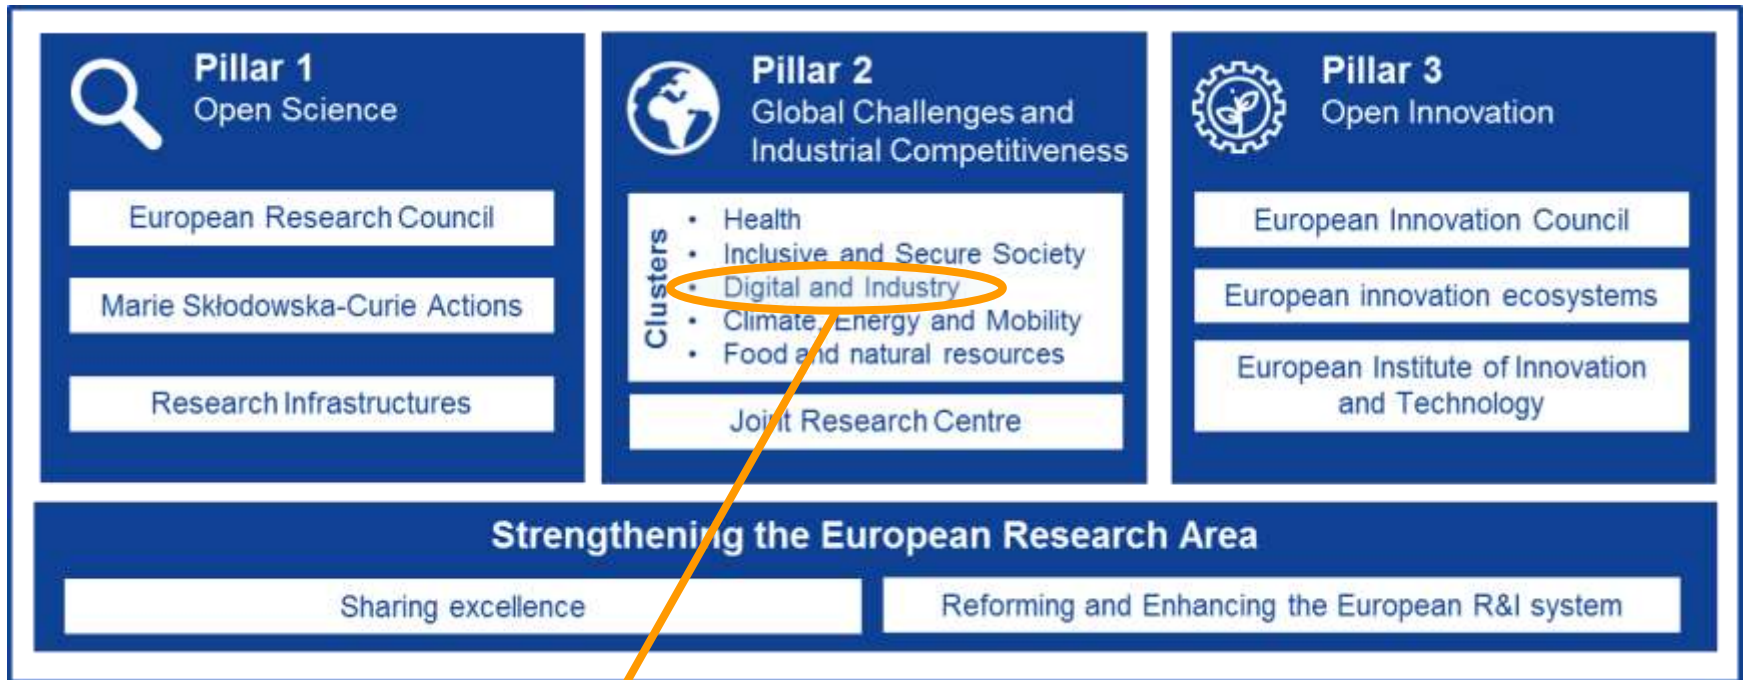 Pillar 1
Open Science
European Research Council
Marie Skłodowska-Curie Actions
Research Infrastructures
Pillar 2
Global Challenges and
Industrial Competitiveness
Clusters
• Health
• Inclusive and Secure Society
• Digital and Industry
• Climate, Energy and Mobility
• Food and natural resources
Joint Research Centre
Pillar 3
Open Innovation
European Innovation Council
European innovation ecosystems
European Institute of Innovation
and Technology
Strengthening the European Research Area
Sharing excellence
Reforming and Enhancing the European R&I system